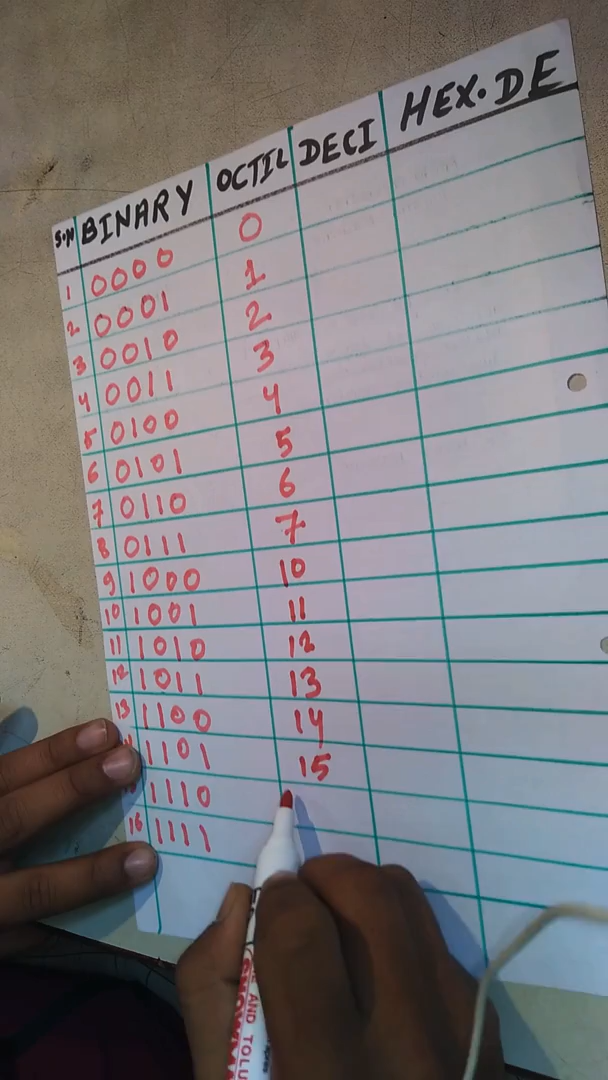 S.N BINARY OCTIL DECI HEX.DE
1 0000 0
2 0001 1
3 0010 2
4 0011 3
5 0100 4
6 0101 5
7 0110 6
8 0111 7
9 1000 10
10 1001 11
11 1010 12
12 1011 13
13 1100 14
1101 15
1110
16 1111
AND TOLU